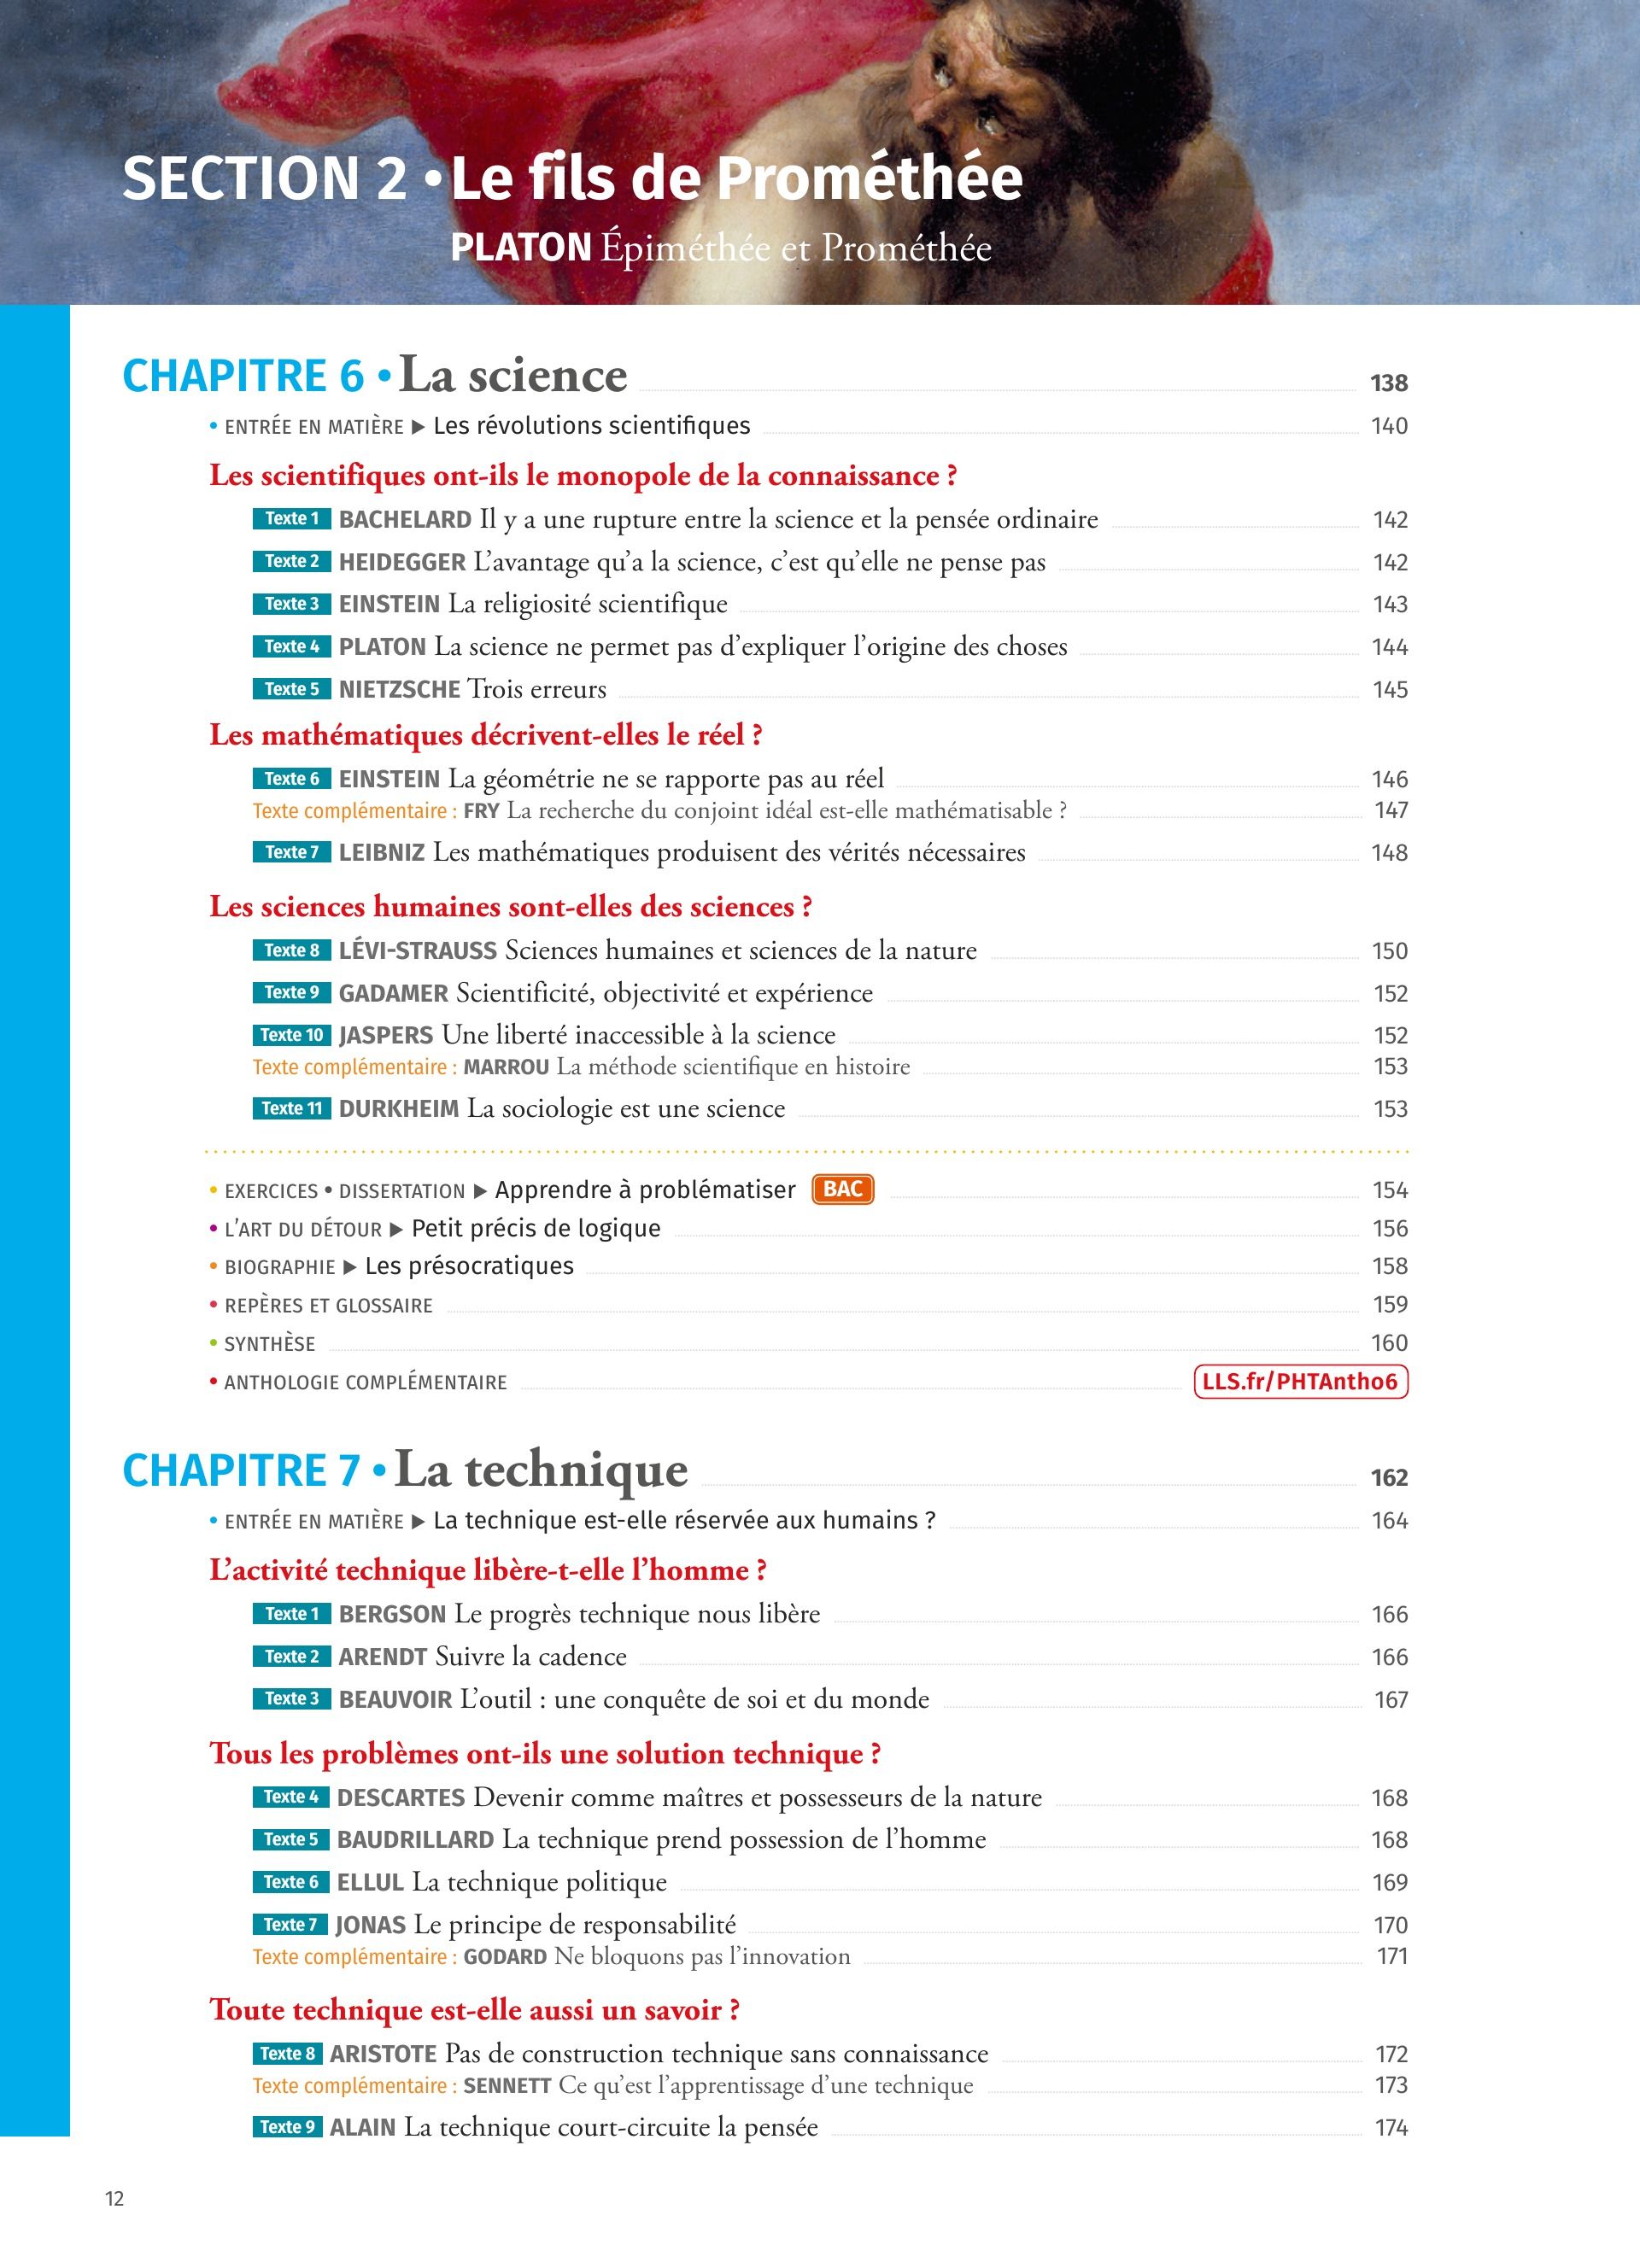 SECTION 2 • Le fils de Prométhée
PLATON Épiméthée et Prométhée
CHAPITRE 6 • La science 138
• ENTRÉE EN MATIÈRE ▶ Les révolutions scientifiques 140
Les scientifiques ont-ils le monopole de la connaissance ?
Texte 1 BACHELARD Il y a une rupture entre la science et la pensée ordinaire 142
Texte 2 HEIDEGGER L’avantage qu’a la science, c’est qu’elle ne pense pas 142
Texte 3 EINSTEIN La religiosité scientifique 143
Texte 4 PLATON La science ne permet pas d’expliquer l’origine des choses 144
Texte 5 NIETZSCHE Trois erreurs 145
Les mathématiques décrivent-elles le réel ?
Texte 6 EINSTEIN La géométrie ne se rapporte pas au réel 146
Texte complémentaire : FRY La recherche du conjoint idéal est-elle mathématisable ? 147
Texte 7 LEIBNIZ Les mathématiques produisent des vérités nécessaires 148
Les sciences humaines sont-elles des sciences ?
Texte 8 LÉVI-STRAUSS Sciences humaines et sciences de la nature 150
Texte 9 GADAMER Scientificité, objectivité et expérience 152
Texte 10 JASPERS Une liberté inaccessible à la science 152
Texte complémentaire : MARROU La méthode scientifique en histoire 153
Texte 11 DURKHEIM La sociologie est une science 153
• EXERCICES • DISSERTATION ▶ Apprendre à problématiser BAC 154
• L’ART DU DÉTOUR ▶ Petit précis de logique 156
• BIOGRAPHIE ▶ Les présocratiques 158
• REPÈRES ET GLOSSAIRE 159
• SYNTHÈSE 160
• ANTHOLOGIE COMPLÉMENTAIRE LLS.fr/PHTAntho6
CHAPITRE 7 • La technique 162
• ENTRÉE EN MATIÈRE ▶ La technique est-elle réservée aux humains ? 164
L’activité technique libère-t-elle l’homme ?
Texte 1 BERGSON Le progrès technique nous libère 166
Texte 2 ARENDT Suivre la cadence 166
Texte 3 BEAUVOIR L’outil : une conquête de soi et du monde 167
Tous les problèmes ont-ils une solution technique ?
Texte 4 DESCARTES Devenir comme maîtres et possesseurs de la nature 168
Texte 5 BAUDRILLARD La technique prend possession de l’homme 168
Texte 6 ELLUL La technique politique 169
Texte 7 JONAS Le principe de responsabilité 170
Texte complémentaire : GODARD Ne bloquons pas l’innovation 171
Toute technique est-elle aussi un savoir ?
Texte 8 ARISTOTE Pas de construction technique sans connaissance 172
Texte complémentaire : SENNETT Ce qu’est l’apprentissage d’une technique 173
Texte 9 ALAIN La technique court-circuite la pensée 174
12